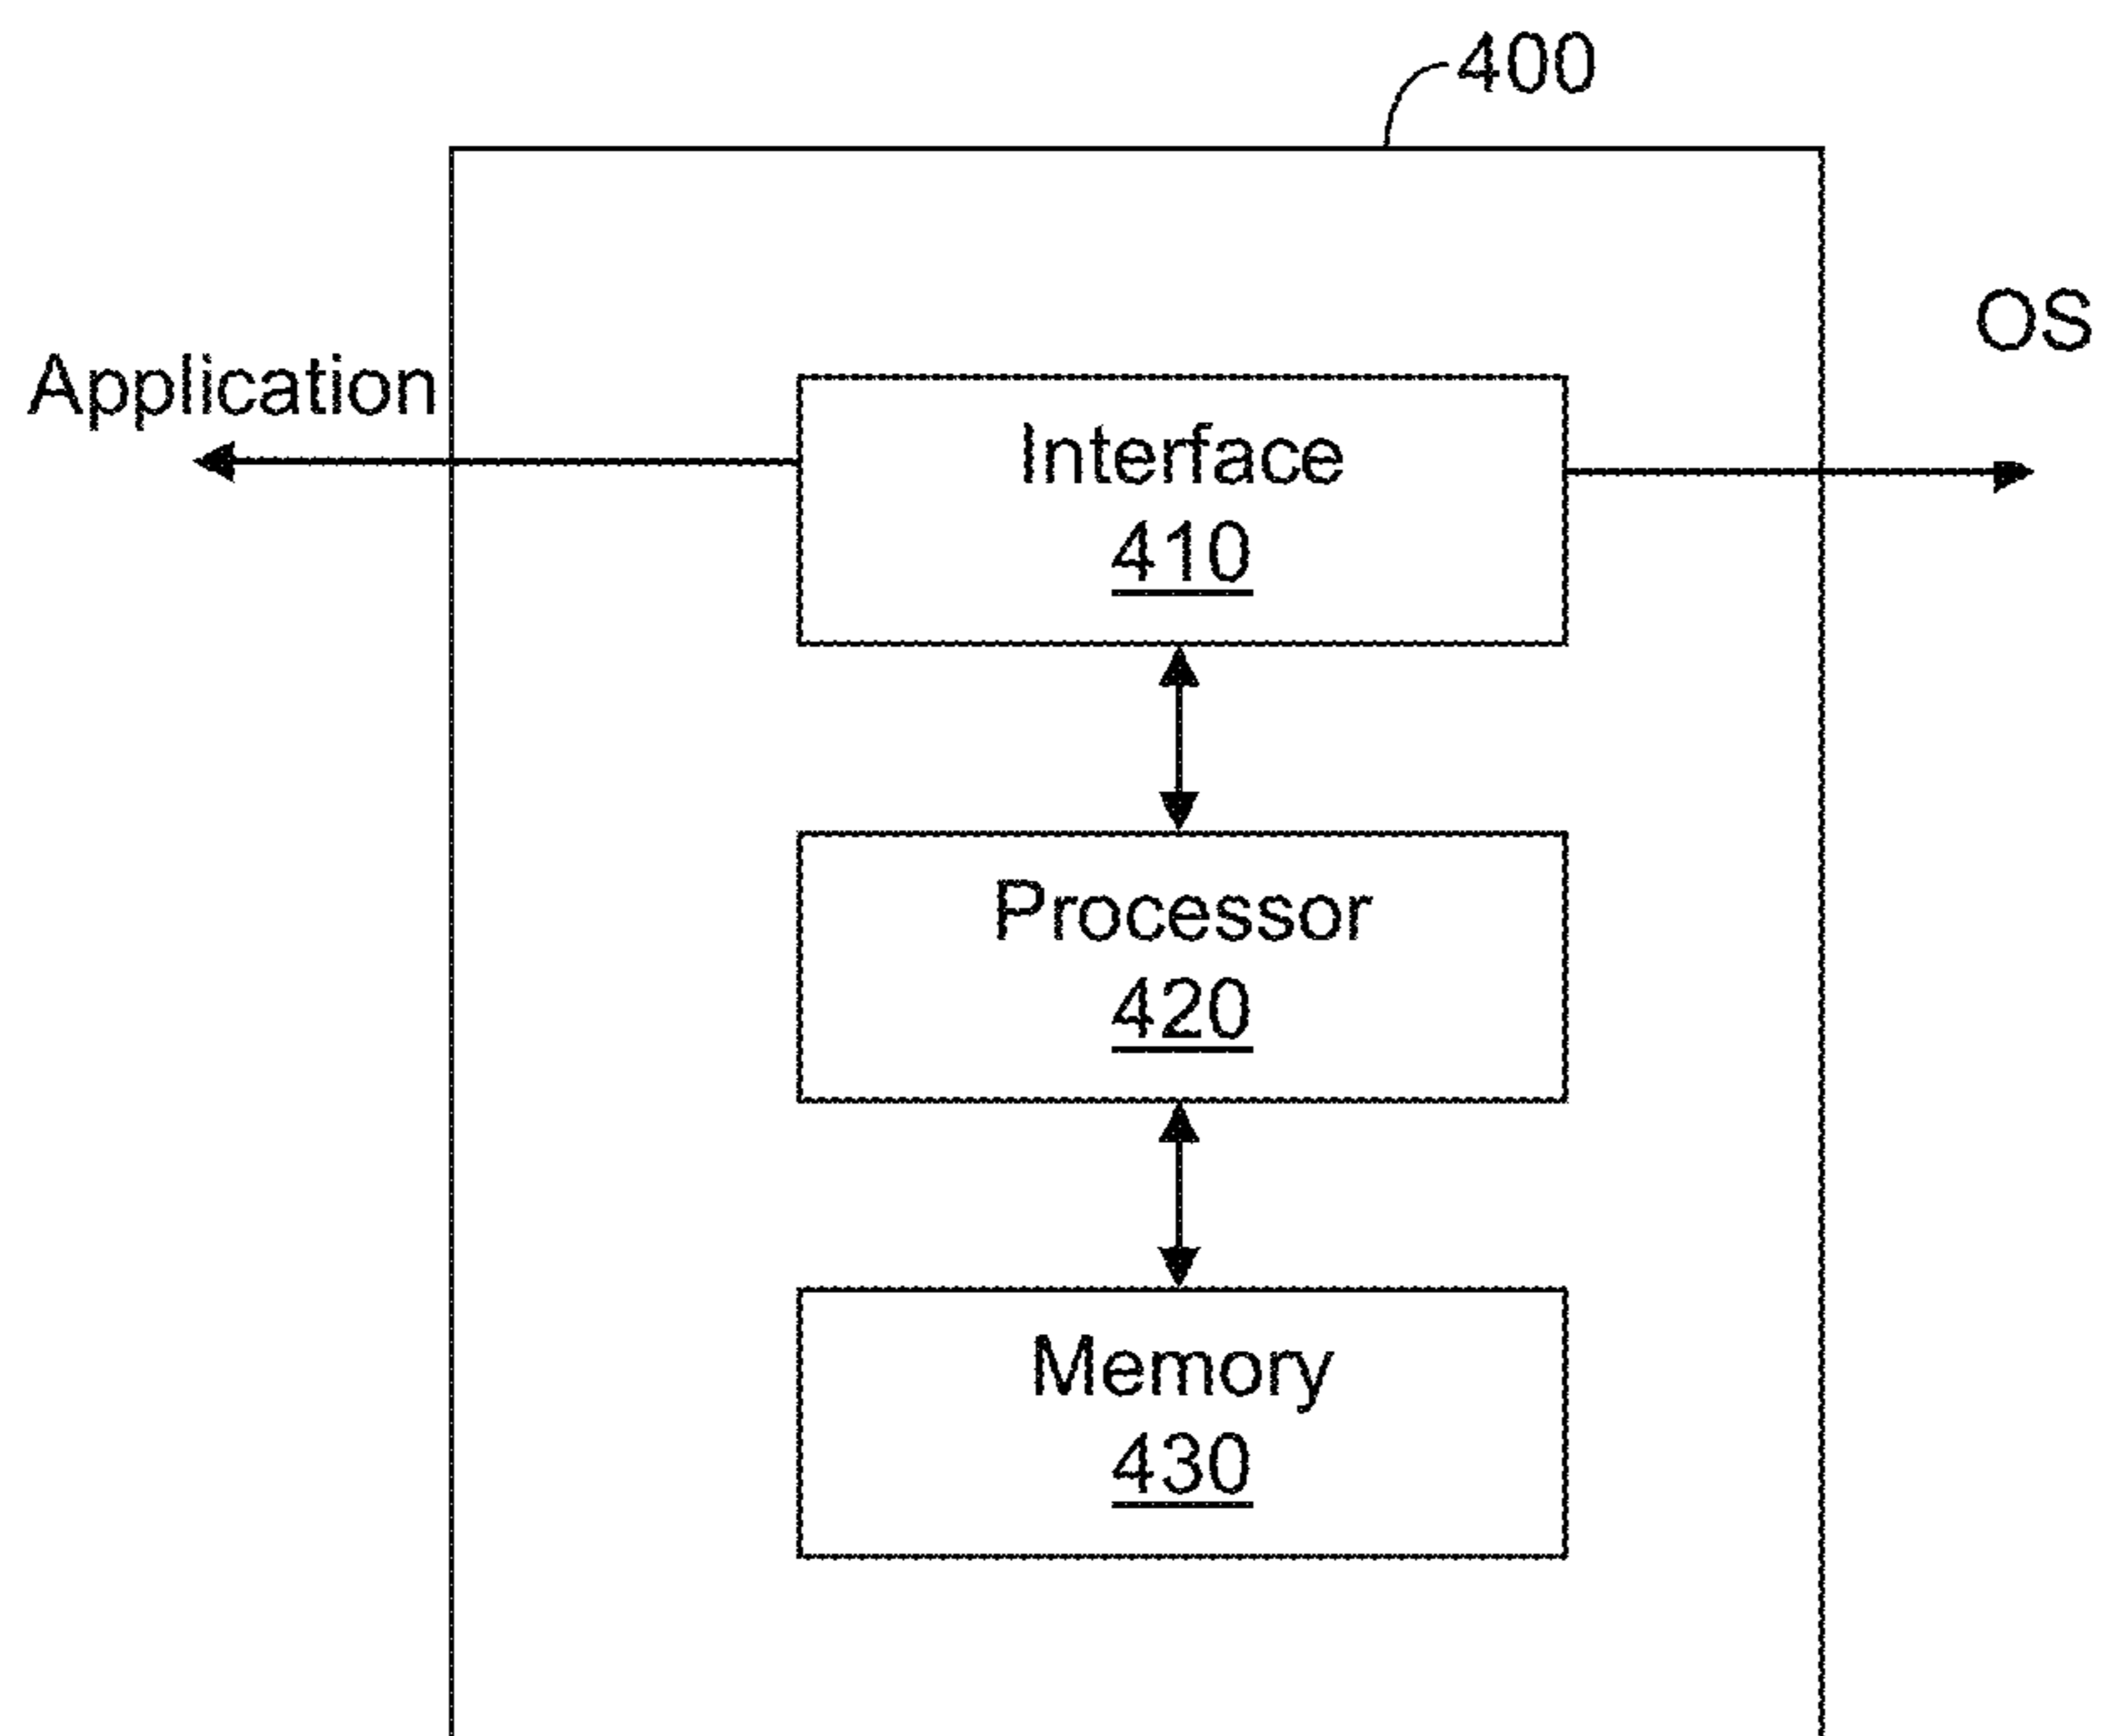 400
OS
Application
Interface
410
Processor
420
Memory
430